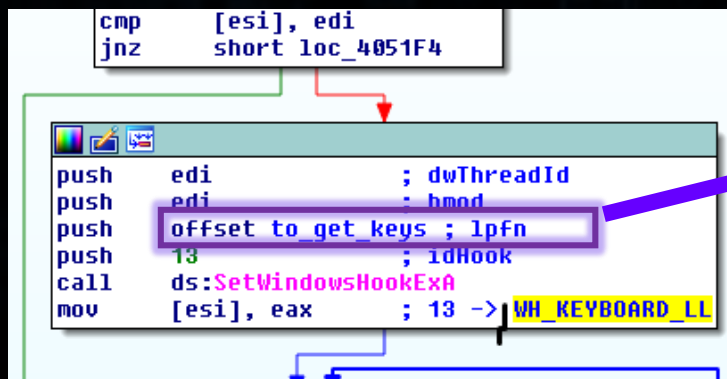 cmp [esi], edi
jnz short loc_4051F4
push edi ; dwThreadId
push edi ; hmod
push offset to_get_keys ; lpfn
push 13 ; idHook
call ds:SetWindowsHookExA
mov [esi], eax ; 13 -> WH_KEYBOARD_LL